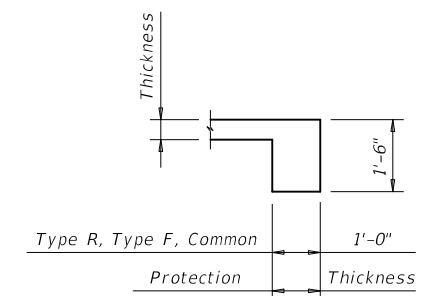 Thickness
1'-6"
Type R, Type F, Common 1'-0"
Protection Thickness